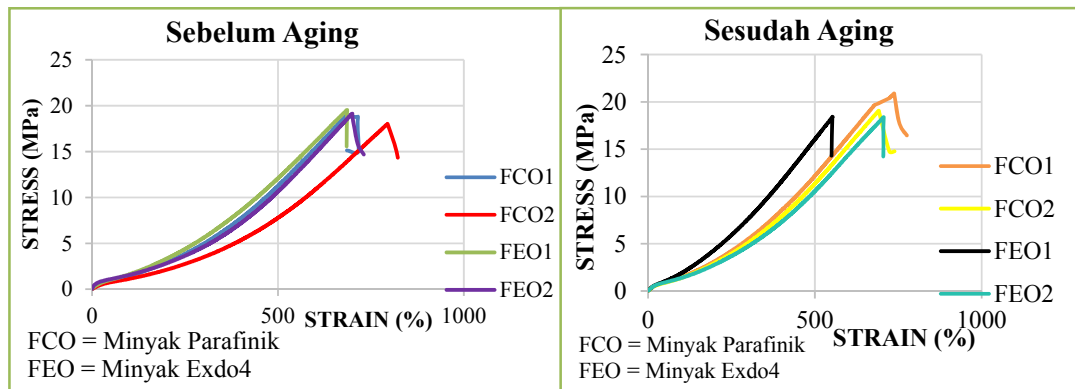 Sebelum Aging
25
20
15
10
5
0
STRESS (MPa)
0
500
1000
STRAIN (%)
FCO1
FCO2
FEO1
FEO2
FCO = Minyak Parafinik
FEO = Minyak Exdo4
Sesudah Aging
25
20
15
10
5
0
STRESS (MPa)
0
500
1000
STRAIN (%)
FCO1
FCO2
FEO1
FEO2
FCO = Minyak Parafinik
FEO = Minyak Exdo4